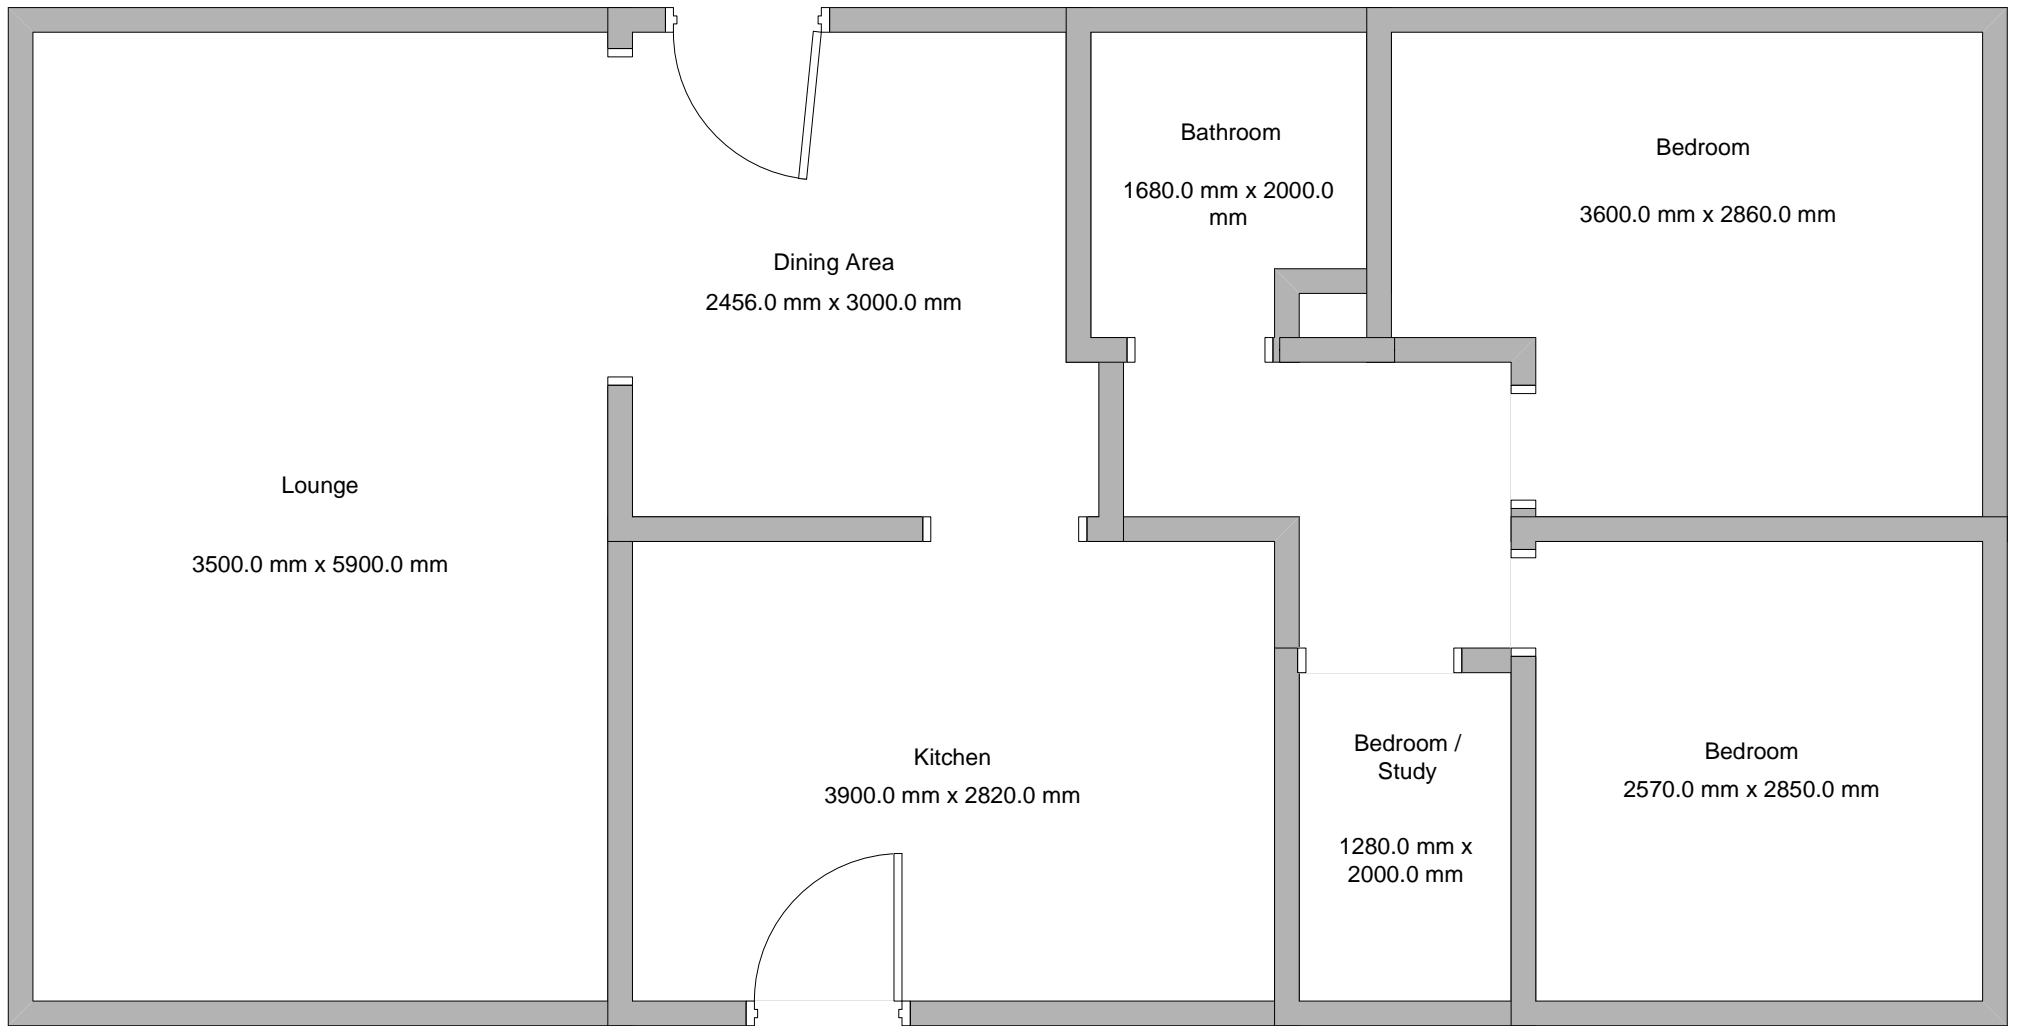 Bathroom
1680.0 mm x 2000.0
mm
Bedroom
3600.0 mm x 2860.0 mm
Dining Area
2456.0 mm x 3000.0 mm
Lounge
3500.0 mm x 5900.0 mm
Kitchen
3900.0 mm x 2820.0 mm
Bedroom /
Study
1280.0 mm x
2000.0 mm
Bedroom
2570.0 mm x 2850.0 mm